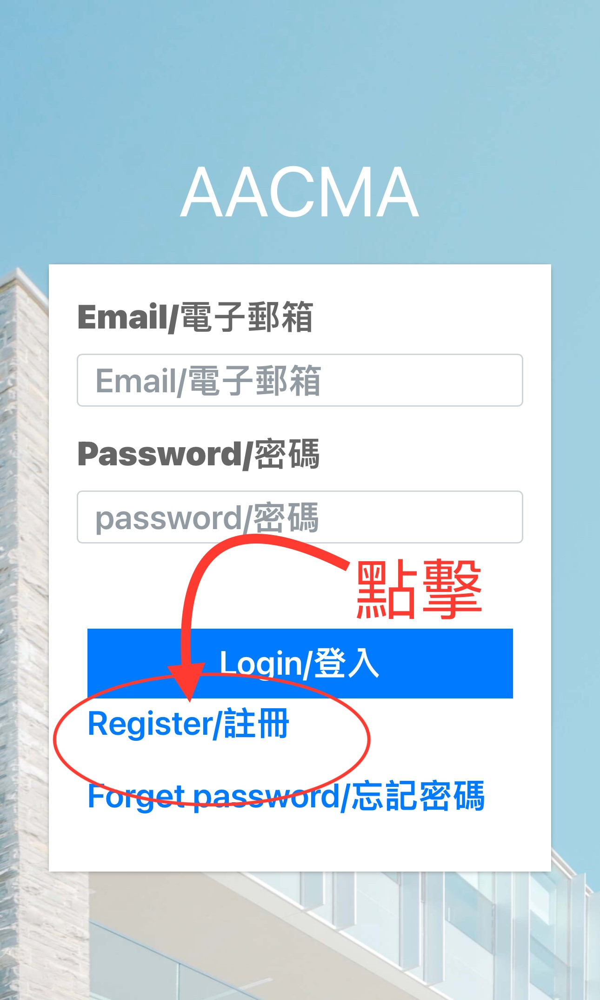 AACMA
Email/電子郵箱
Email/電子郵箱
Password/密碼
password/密碼
點擊
Login/登入
Register/註冊
Forget password/忘記密碼